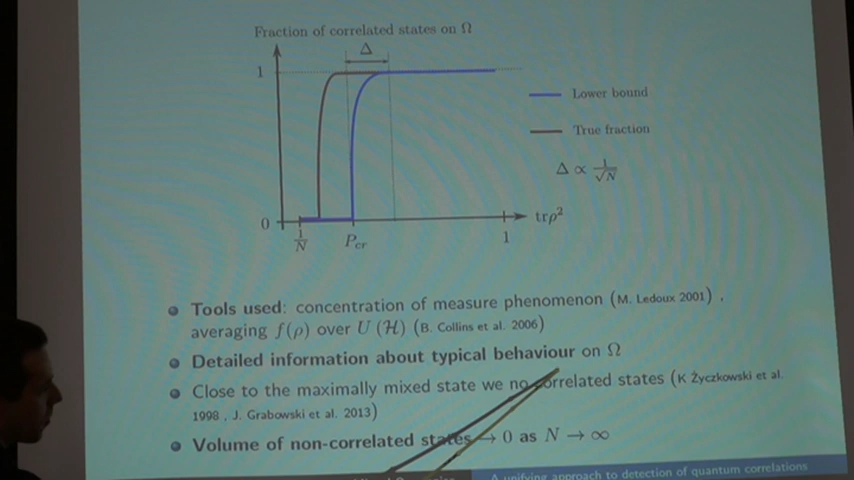 Fraction of correlated states on Ω
Δ
1
Lower bound
True fraction
Δ ∝ 1/√N
0
1/N
P_cr
1
trρ²
Tools used: concentration of measure phenomenon (M. Ledoux 2001) ,
averaging f(ρ) over U (H) (B. Collins et al. 2006)
Detailed information about typical behaviour on Ω
Close to the maximally mixed state we no correlated states (K Życzkowski et al.
1998 , J. Grabowski et al. 2013)
Volume of non-correlated states → 0 as N → ∞
A unifying approach to detection of quantum correlations